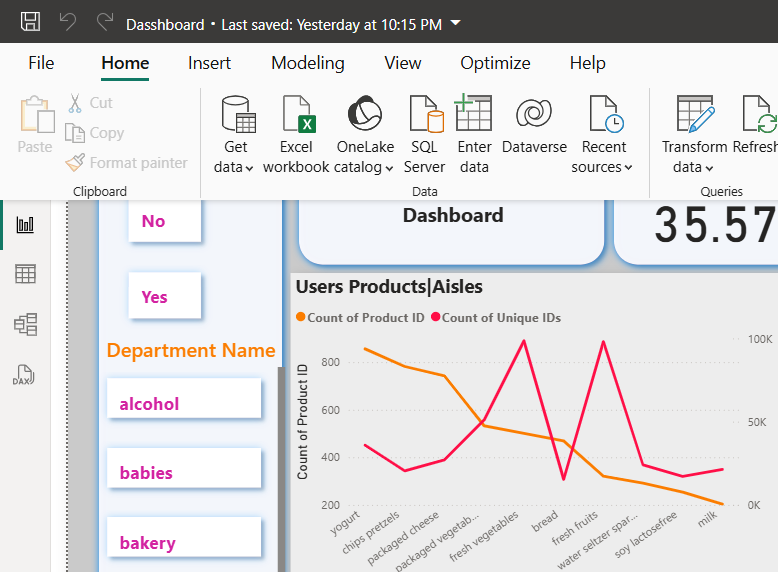 Dasshboard • Last saved: Yesterday at 10:15 PM
File Home Insert Modeling View Optimize Help
Paste
Cut
Copy
Format painter
Clipboard
Get data
Excel workbook
OneLake catalog
SQL Server
Enter data
Dataverse
Recent sources
Data
Transform data
Refresh
Queries
DAX
No
Yes
Department Name
alcohol
babies
bakery
Dashboard
35.57
Users Products|Aisles
Count of Product ID Count of Unique IDs
Count of Product ID
800
600
400
200
100K
50K
0K
yogurt
chips pretzels
packaged cheese
packaged vegetab...
fresh vegetables
bread
fresh fruits
water seltzer spar...
soy lactosefree
milk